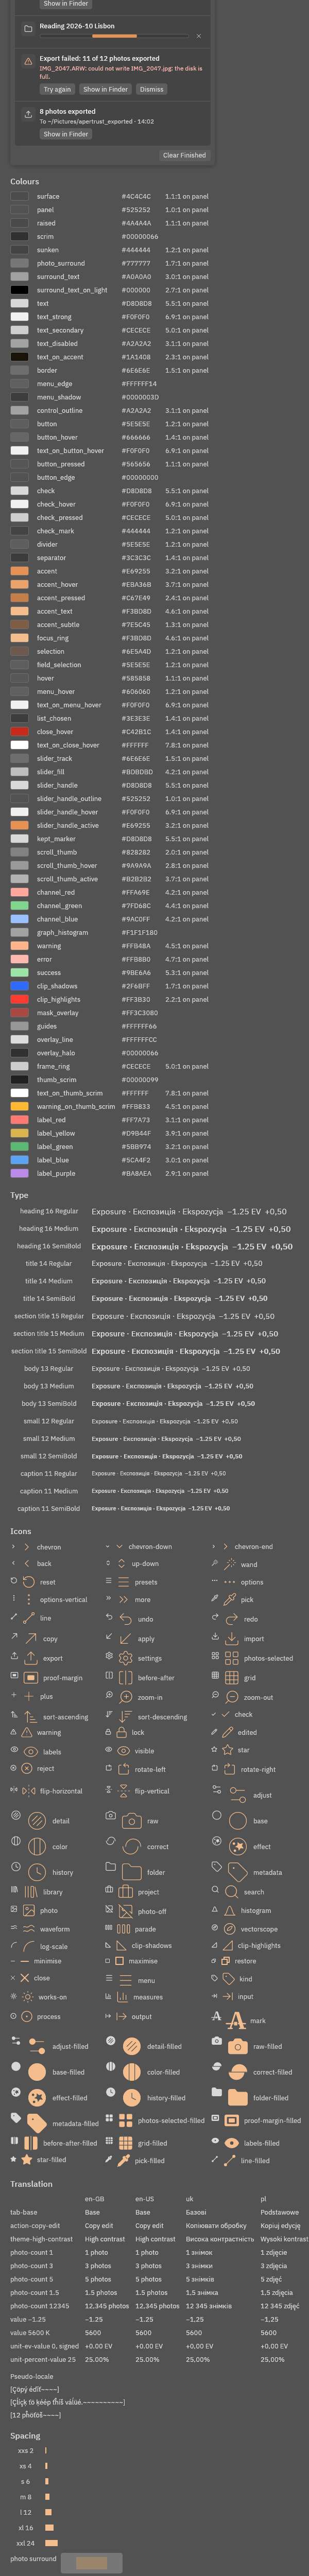 Show in Finder
Reading 2026-10 Lisbon
Export failed: 11 of 12 photos exported
IMG_2047.ARW: could not write IMG_2047.jpg: the disk is
full.
Try again Show in Finder Dismiss
8 photos exported
To ~/Pictures/apertrust_exported · 14:02
Show in Finder
Clear Finished
Colours
surface #4C4C4C 1.1:1 on panel
panel #525252 1.0:1 on panel
raised #4A4A4A 1.1:1 on panel
scrim #00000066
sunken #444444 1.2:1 on panel
photo_surround #777777 1.7:1 on panel
surround_text #A0A0A0 3.0:1 on panel
surround_text_on_light #000000 2.7:1 on panel
text #D8D8D8 5.5:1 on panel
text_strong #F0F0F0 6.9:1 on panel
text_secondary #CECECE 5.0:1 on panel
text_disabled #A2A2A2 3.1:1 on panel
text_on_accent #1A1408 2.3:1 on panel
border #6E6E6E 1.5:1 on panel
menu_edge #FFFFFF14
menu_shadow #0000003D
control_outline #A2A2A2 3.1:1 on panel
button #5E5E5E 1.2:1 on panel
button_hover #666666 1.4:1 on panel
text_on_button_hover #F0F0F0 6.9:1 on panel
button_pressed #565656 1.1:1 on panel
button_edge #00000000
check #D8D8D8 5.5:1 on panel
check_hover #F0F0F0 6.9:1 on panel
check_pressed #CECECE 5.0:1 on panel
check_mark #444444 1.2:1 on panel
divider #5E5E5E 1.2:1 on panel
separator #3C3C3C 1.4:1 on panel
accent #E69255 3.2:1 on panel
accent_hover #EBA36B 3.7:1 on panel
accent_pressed #C67E49 2.4:1 on panel
accent_text #F3BD8D 4.6:1 on panel
accent_subtle #7E5C45 1.3:1 on panel
focus_ring #F3BD8D 4.6:1 on panel
selection #6E5A4D 1.2:1 on panel
field_selection #5E5E5E 1.2:1 on panel
hover #585858 1.1:1 on panel
menu_hover #606060 1.2:1 on panel
text_on_menu_hover #F0F0F0 6.9:1 on panel
list_chosen #3E3E3E 1.4:1 on panel
close_hover #C42B1C 1.4:1 on panel
text_on_close_hover #FFFFFF 7.8:1 on panel
slider_track #6E6E6E 1.5:1 on panel
slider_fill #BDBDBD 4.2:1 on panel
slider_handle #D8D8D8 5.5:1 on panel
slider_handle_outline #525252 1.0:1 on panel
slider_handle_hover #F0F0F0 6.9:1 on panel
slider_handle_active #E69255 3.2:1 on panel
kept_marker #D8D8D8 5.5:1 on panel
scroll_thumb #828282 2.0:1 on panel
scroll_thumb_hover #9A9A9A 2.8:1 on panel
scroll_thumb_active #B2B2B2 3.7:1 on panel
channel_red #FFA69E 4.2:1 on panel
channel_green #7FD68C 4.4:1 on panel
channel_blue #9AC0FF 4.2:1 on panel
graph_histogram #F1F1F180
warning #FFB48A 4.5:1 on panel
error #FFBBB0 4.7:1 on panel
success #9BE6A6 5.3:1 on panel
clip_shadows #2F6BFF 1.7:1 on panel
clip_highlights #FF3B30 2.2:1 on panel
mask_overlay #FF3C3080
guides #FFFFFF66
overlay_line #FFFFFFCC
overlay_halo #00000066
frame_ring #CECECE 5.0:1 on panel
thumb_scrim #00000099
text_on_thumb_scrim #FFFFFF 7.8:1 on panel
warning_on_thumb_scrim #FFB833 4.5:1 on panel
label_red #FF7A73 3.1:1 on panel
label_yellow #D9B44F 3.9:1 on panel
label_green #5BB974 3.2:1 on panel
label_blue #5CA4F2 3.0:1 on panel
label_purple #BA8AEA 2.9:1 on panel
Type
heading 16 Regular Exposure · Експозиція · Ekspozycja −1.25 EV +0,50
heading 16 Medium Exposure · Експозиція · Ekspozycja −1.25 EV +0,50
heading 16 SemiBold Exposure · Експозиція · Ekspozycja −1.25 EV +0,50
title 14 Regular Exposure · Експозиція · Ekspozycja −1.25 EV +0,50
title 14 Medium Exposure · Експозиція · Ekspozycja −1.25 EV +0,50
title 14 SemiBold Exposure · Експозиція · Ekspozycja −1.25 EV +0,50
section title 15 Regular Exposure · Експозиція · Ekspozycja −1.25 EV +0,50
section title 15 Medium Exposure · Експозиція · Ekspozycja −1.25 EV +0,50
section title 15 SemiBold Exposure · Експозиція · Ekspozycja −1.25 EV +0,50
body 13 Regular Exposure · Експозиція · Ekspozycja −1.25 EV +0,50
body 13 Medium Exposure · Експозиція · Ekspozycja −1.25 EV +0,50
body 13 SemiBold Exposure · Експозиція · Ekspozycja −1.25 EV +0,50
small 12 Regular Exposure · Експозиція · Ekspozycja −1.25 EV +0,50
small 12 Medium Exposure · Експозиція · Ekspozycja −1.25 EV +0,50
small 12 SemiBold Exposure · Експозиція · Ekspozycja −1.25 EV +0,50
caption 11 Regular Exposure · Експозиція · Ekspozycja −1.25 EV +0,50
caption 11 Medium Exposure · Експозиція · Ekspozycja −1.25 EV +0,50
caption 11 SemiBold Exposure · Експозиція · Ekspozycja −1.25 EV +0,50
Icons
chevron chevron-down chevron-end
back up-down wand
reset presets options
options-vertical more pick
line undo redo
copy apply import
export settings photos-selected
proof-margin before-after grid
plus zoom-in zoom-out
sort-ascending sort-descending check
warning lock edited
labels visible star
reject rotate-left rotate-right
flip-horizontal flip-vertical adjust
detail raw base
color correct effect
history folder metadata
library project search
photo photo-off histogram
waveform parade vectorscope
log-scale clip-shadows clip-highlights
minimise maximise restore
close menu kind
works-on measures input
process output mark
adjust-filled detail-filled raw-filled
base-filled color-filled correct-filled
effect-filled history-filled folder-filled
metadata-filled photos-selected-filled proof-margin-filled
before-after-filled grid-filled labels-filled
star-filled pick-filled line-filled
Translation
en-GB en-US uk pl
tab-base Base Base Базові Podstawowe
action-copy-edit Copy edit Copy edit Копіювати обробку Kopiuj edycję
theme-high-contrast High contrast High contrast Висока контрастність Wysoki kontrast
photo-count 1 1 photo 1 photo 1 знімок 1 zdjęcie
photo-count 3 3 photos 3 photos 3 знімки 3 zdjęcia
photo-count 5 5 photos 5 photos 5 знімків 5 zdjęć
photo-count 1.5 1.5 photos 1.5 photos 1,5 знімка 1,5 zdjęcia
photo-count 12345 12,345 photos 12,345 photos 12 345 знімків 12 345 zdjęć
value −1.25 −1.25 −1.25 −1,25 −1,25
value 5600 K 5600 5600 5600 5600
unit-ev-value 0, signed +0.00 EV +0.00 EV +0,00 EV +0,00 EV
unit-percent-value 25 25.00% 25.00% 25,00% 25,00%
Pseudo-locale
Spacing
xxs 2
xs 4
s 6
m 8
l 12
xl 16
xxl 24
photo surround